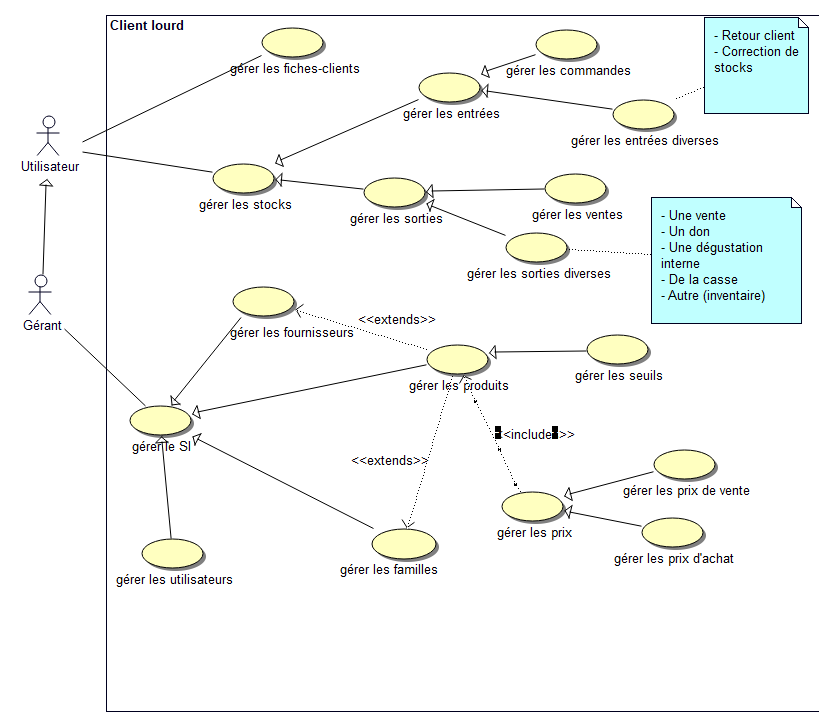 Client lourd
gérer les fiches-clients
gérer les commandes
- Retour client
- Correction de
stocks
gérer les entrées
gérer les entrées diverses
Utilisateur
gérer les stocks
gérer les sorties
gérer les ventes
- Une vente
- Un don
- Une dégustation
interne
- De la casse
- Autre (inventaire)
gérer les sorties diverses
Gérant
gérer les fournisseurs
<<extends>>
gérer les produits
gérer les seuils
gérer le SI
<<include>>
<<extends>>
gérer les prix de vente
gérer les prix
gérer les prix d'achat
gérer les utilisateurs
gérer les familles